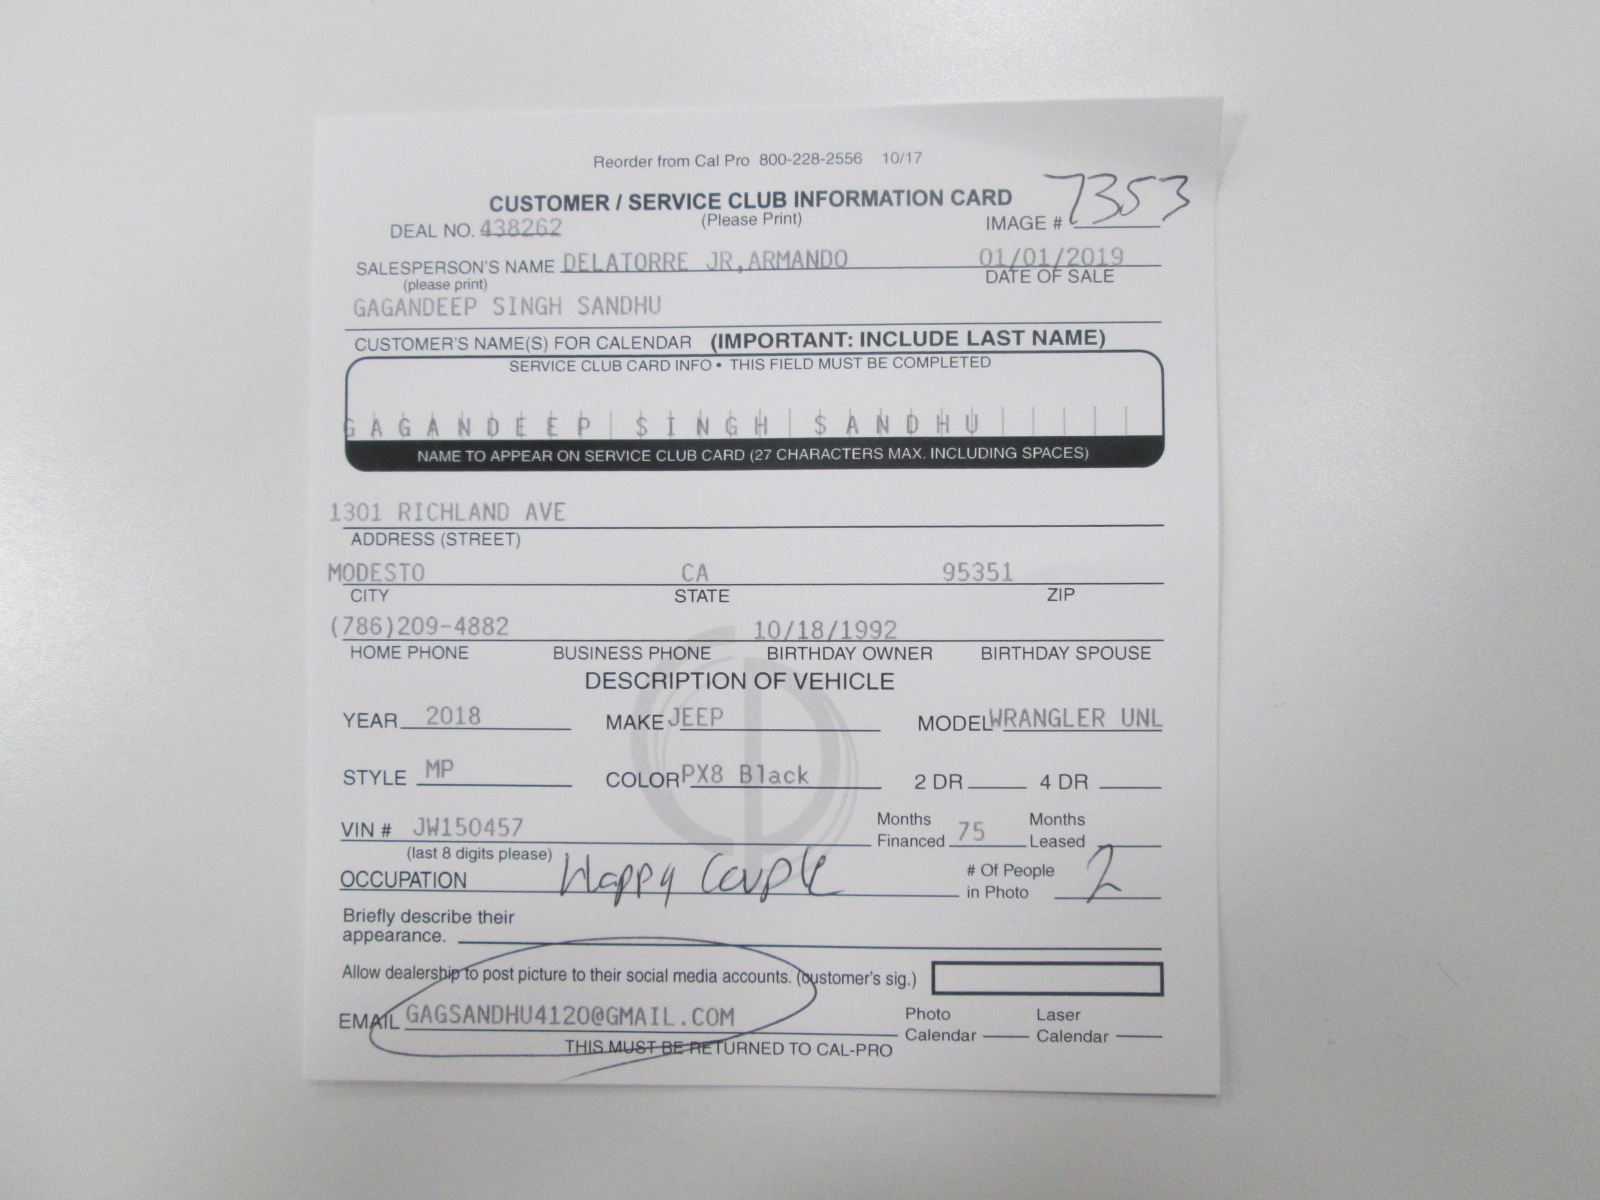 Reorder from Cal Pro 800-228-2556 10/17
CUSTOMER / SERVICE CLUB INFORMATION CARD
(Please Print)
DEAL NO. 438262 IMAGE # 7353
SALESPERSON'S NAME DELATORRE JR,ARMANDO 01/01/2019
(please print) DATE OF SALE
GAGANDEEP SINGH SANDHU
CUSTOMER'S NAME(S) FOR CALENDAR (IMPORTANT: INCLUDE LAST NAME)
SERVICE CLUB CARD INFO • THIS FIELD MUST BE COMPLETED
GAGANDEEP SINGH SANDHU
NAME TO APPEAR ON SERVICE CLUB CARD (27 CHARACTERS MAX. INCLUDING SPACES)
1301 RICHLAND AVE
ADDRESS (STREET)
MODESTO CA 95351
CITY STATE ZIP
(786)209-4882 10/18/1992
HOME PHONE BUSINESS PHONE BIRTHDAY OWNER BIRTHDAY SPOUSE
DESCRIPTION OF VEHICLE
YEAR 2018 MAKE JEEP MODEL WRANGLER UNL
STYLE MP COLOR PX8 Black 2 DR 4 DR
VIN # JW150457 Months Financed 75 Months Leased
(last 8 digits please)
OCCUPATION Happy Couple # Of People in Photo 2
Briefly describe their
appearance.
Allow dealership to post picture to their social media accounts. (customer's sig.)
EMAIL GAGSANDHU4120@GMAIL.COM Photo Calendar Laser Calendar
THIS MUST BE RETURNED TO CAL-PRO